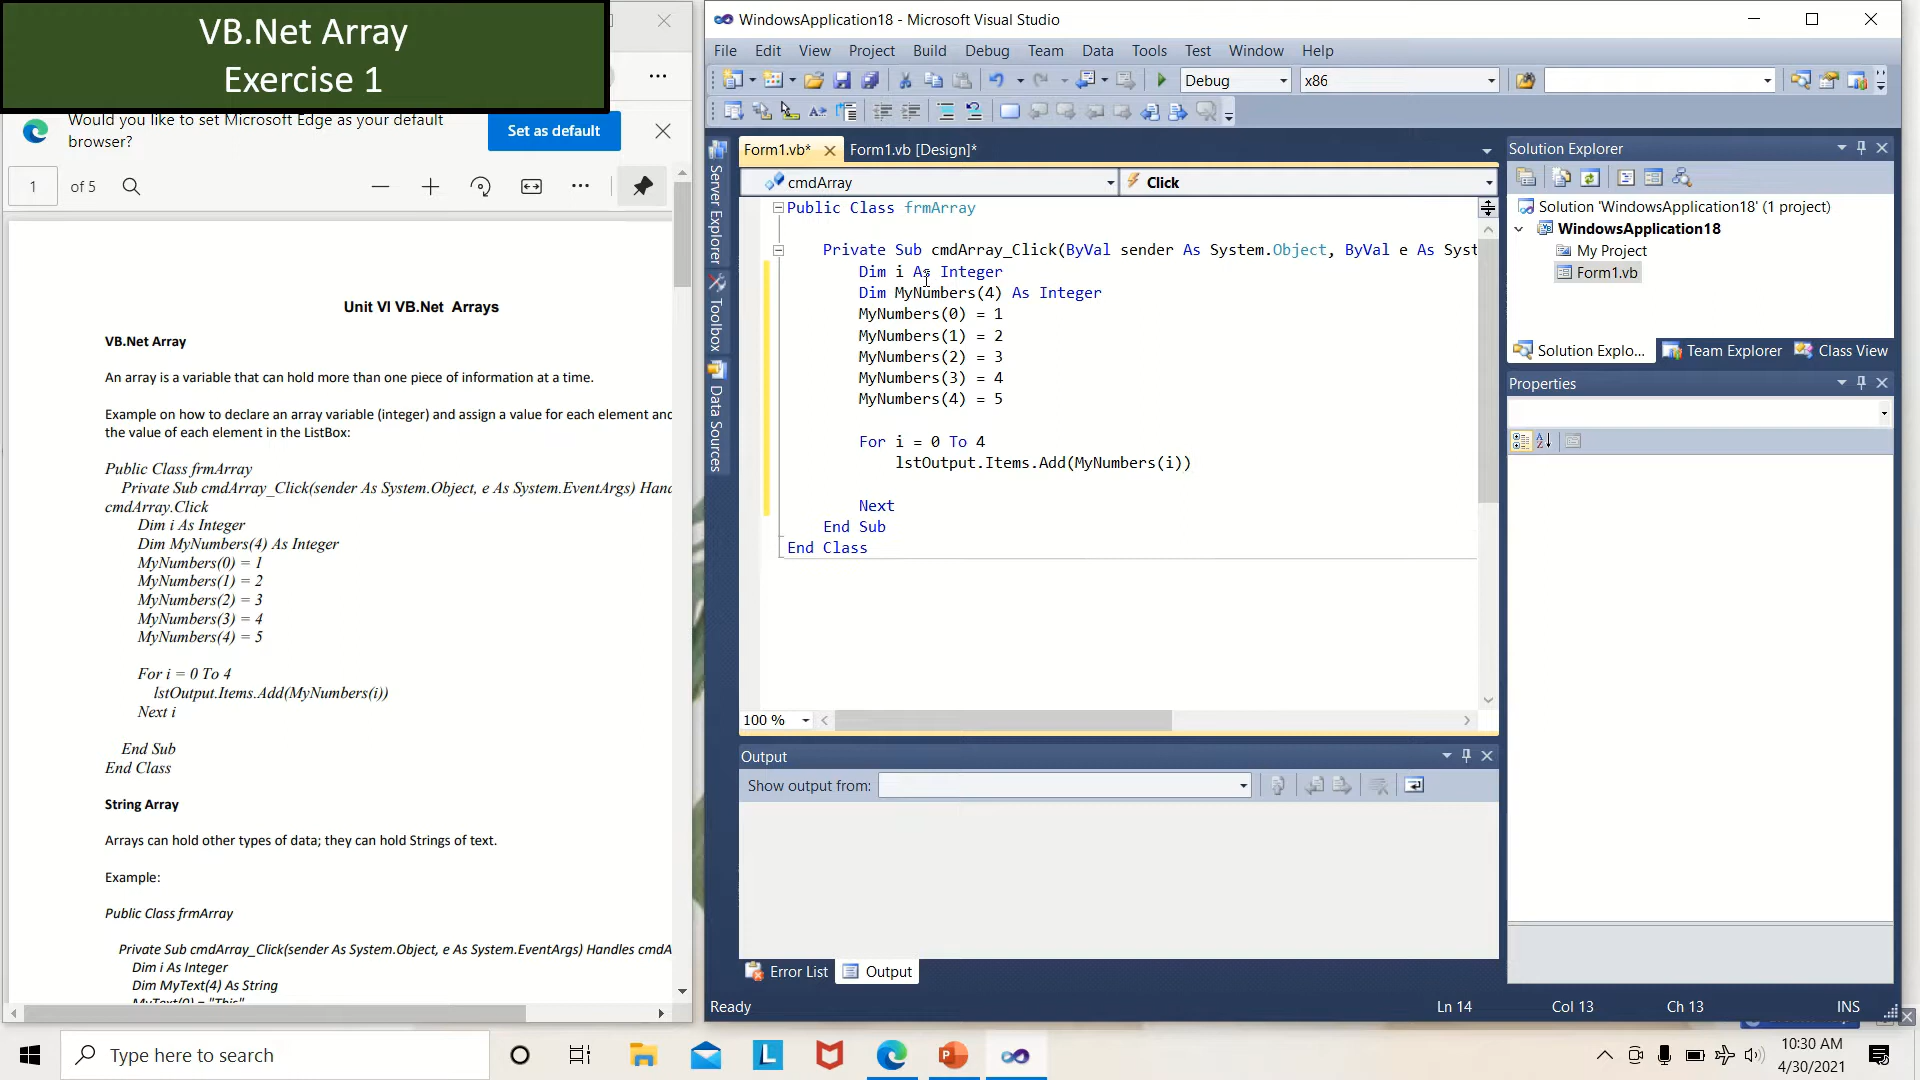 VB.Net Array
Exercise 1
Would you like to set Microsoft Edge as your default
browser?
Set as default
1 of 5
Unit VI VB.Net Arrays
VB.Net Array
An array is a variable that can hold more than one piece of information at a time.
Example on how to declare an array variable (integer) and assign a value for each element and
the value of each element in the ListBox:
Public Class frmArray
Private Sub cmdArray_Click(sender As System.Object, e As System.EventArgs) Hand
cmdArray.Click
Dim i As Integer
Dim MyNumbers(4) As Integer
MyNumbers(0) = 1
MyNumbers(1) = 2
MyNumbers(2) = 3
MyNumbers(3) = 4
MyNumbers(4) = 5
For i = 0 To 4
lstOutput.Items.Add(MyNumbers(i))
Next i
End Sub
End Class
String Array
Arrays can hold other types of data; they can hold Strings of text.
Example:
Public Class frmArray
Private Sub cmdArray_Click(sender As System.Object, e As System.EventArgs) Handles cmdA
Dim i As Integer
Dim MyText(4) As String
MyText(0) = "This"
WindowsApplication18 - Microsoft Visual Studio
File Edit View Project Build Debug Team Data Tools Test Window Help
Debug x86
Form1.vb* Form1.vb [Design]*
cmdArray Click
Public Class frmArray
Private Sub cmdArray_Click(ByVal sender As System.Object, ByVal e As Syst
Dim i As Integer
Dim MyNumbers(4) As Integer
MyNumbers(0) = 1
MyNumbers(1) = 2
MyNumbers(2) = 3
MyNumbers(3) = 4
MyNumbers(4) = 5
For i = 0 To 4
lstOutput.Items.Add(MyNumbers(i))
Next
End Sub
End Class
100 %
Server Explorer
Toolbox
Data Sources
Output
Show output from:
Error List Output
Solution Explorer
Solution 'WindowsApplication18' (1 project)
WindowsApplication18
My Project
Form1.vb
Solution Explo... Team Explorer Class View
Properties
Ready Ln 14 Col 13 Ch 13 INS
Type here to search
10:30 AM
4/30/2021